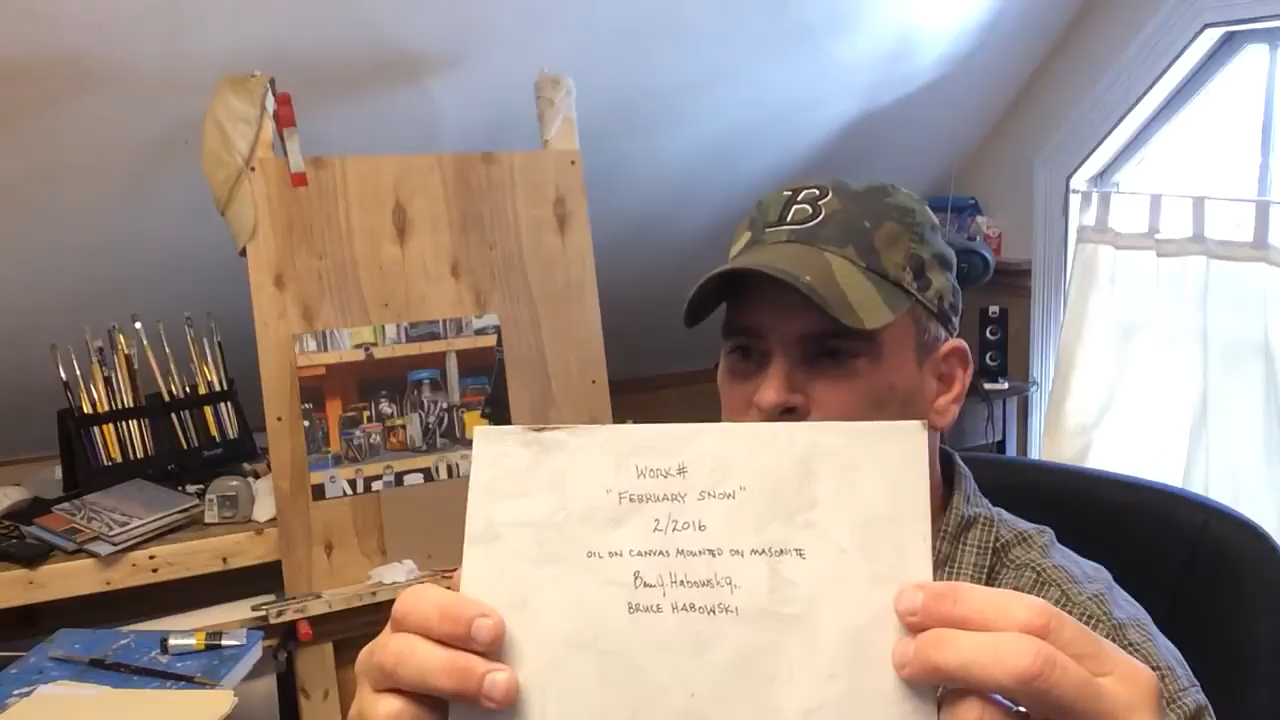 B
WORK#
"FEBRUARY SNOW"
2/2016
OIL ON CANVAS MOUNTED ON MASONITE
Bruce J. Habowski
BRUCE HABOWSKI